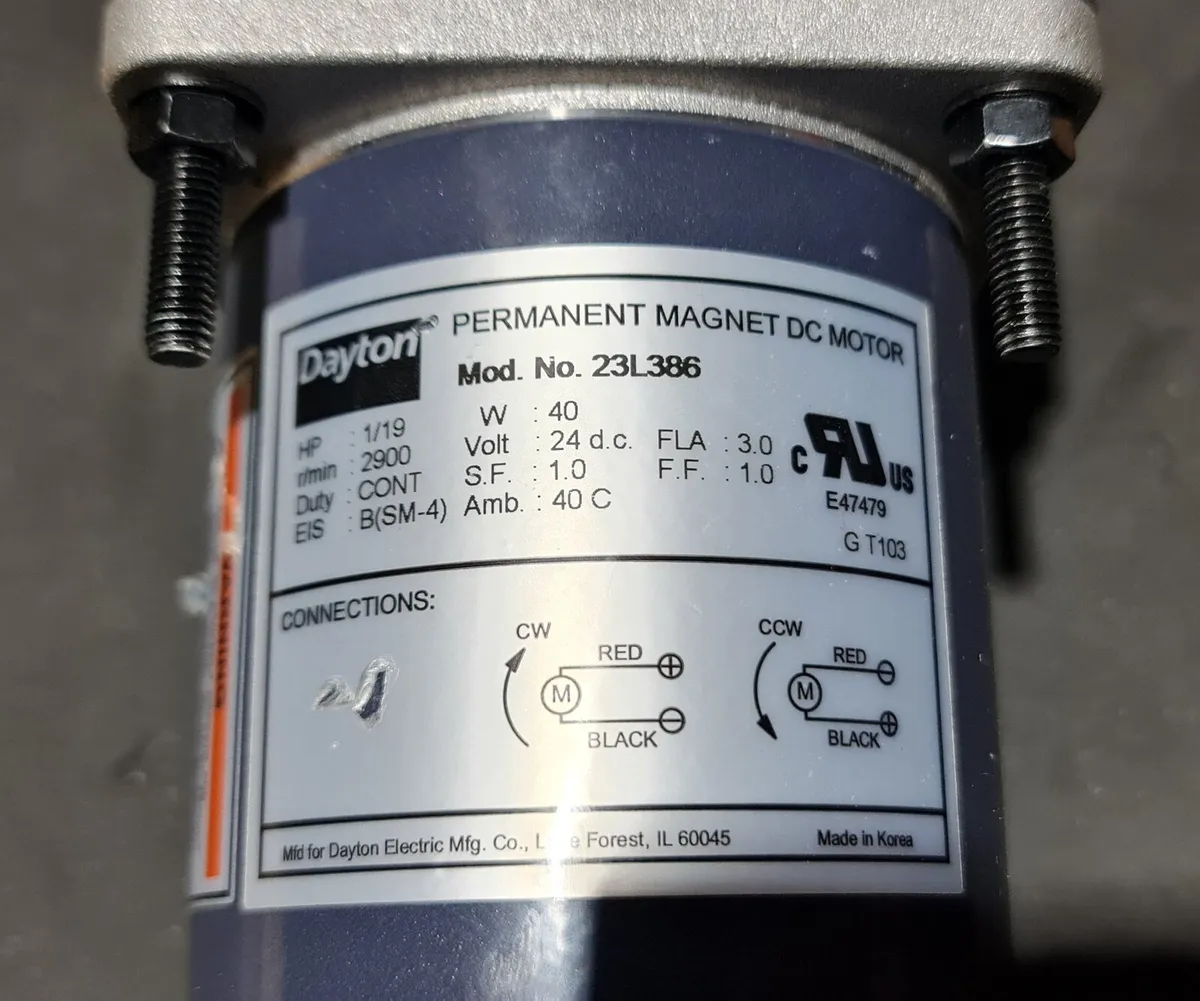 Dayton®
PERMANENT MAGNET DC MOTOR
Mod. No. 23L386
HP : 1/19
r/min : 2900
Duty : CONT
EIS : B(SM-4)
W : 40
Volt : 24 d.c. FLA : 3.0
S.F. : 1.0 F.F. : 1.0
Amb. : 40 C
C RU US
E47479
G T103
CONNECTIONS:
CW
RED
M
BLACK
CCW
RED
M
BLACK
Mfd for Dayton Electric Mfg. Co., Forest, IL 60045
Made in Korea